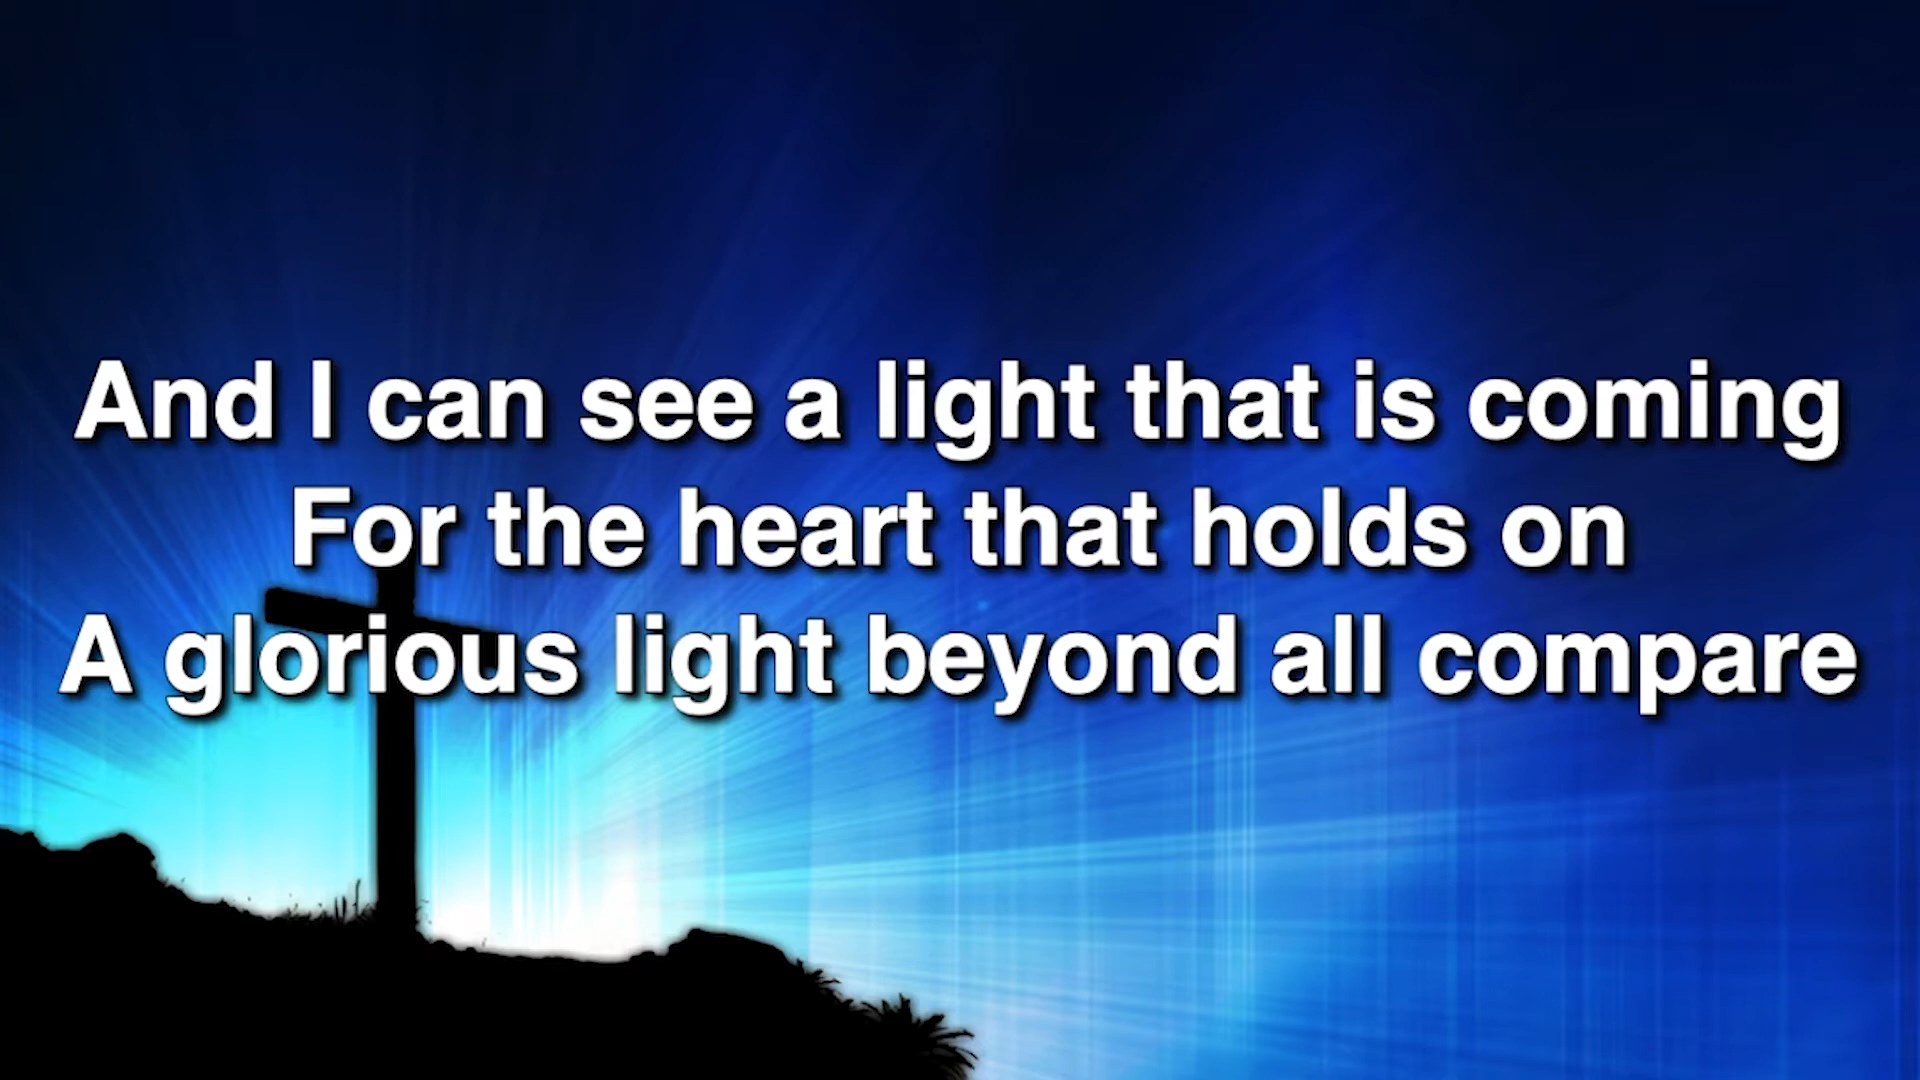 And I can see a light that is coming
For the heart that holds on
A glorious light beyond all compare